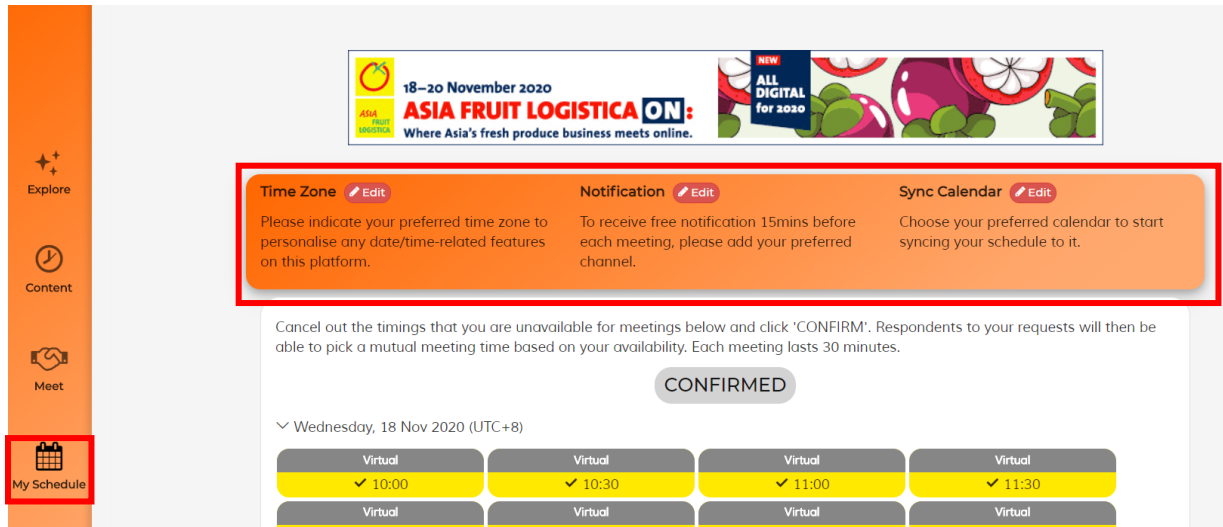 18–20 November 2020
ASIA FRUIT LOGISTICA ON:
Where Asia's fresh produce business meets online.
ASIA
FRUIT
LOGISTICA
NEW
ALL
DIGITAL
for 2020
Explore
Content
Meet
My Schedule
Time Zone Edit
Please indicate your preferred time zone to
personalise any date/time-related features
on this platform.
Notification Edit
To receive free notification 15mins before
each meeting, please add your preferred
channel.
Sync Calendar Edit
Choose your preferred calendar to start
syncing your schedule to it.
Cancel out the timings that you are unavailable for meetings below and click 'CONFIRM'. Respondents to your requests will then be
able to pick a mutual meeting time based on your availability. Each meeting lasts 30 minutes.
CONFIRMED
Wednesday, 18 Nov 2020 (UTC+8)
Virtual Virtual Virtual Virtual
10:00 10:30 11:00 11:30
Virtual Virtual Virtual Virtual